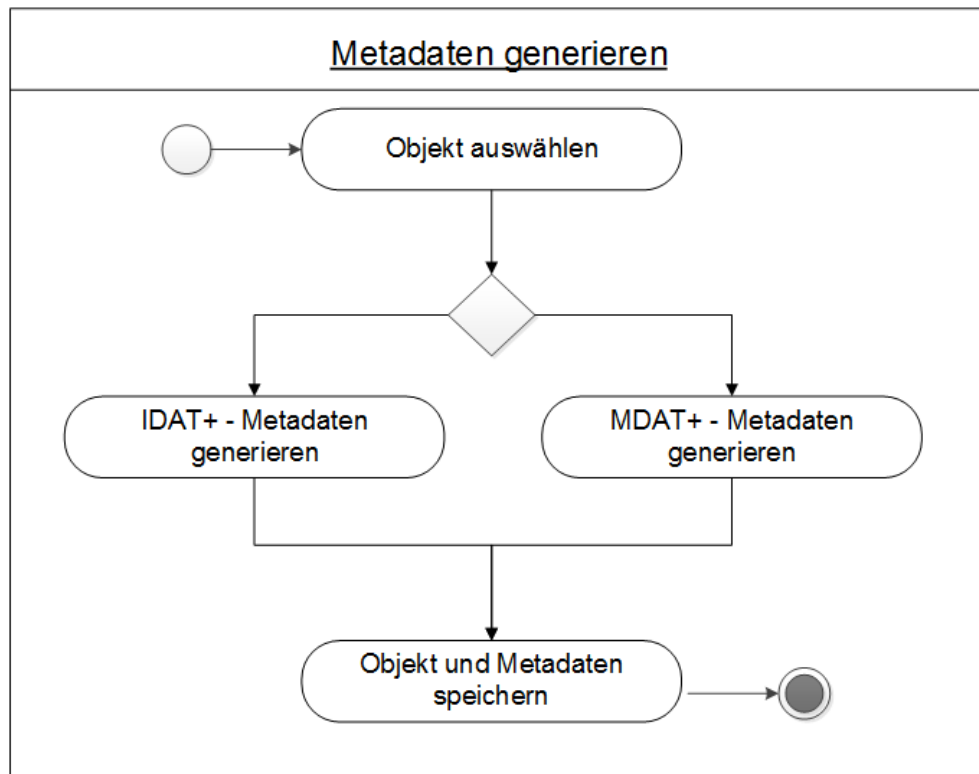 Metadaten generieren
Objekt auswählen
IDAT+ - Metadaten
generieren
MDAT+ - Metadaten
generieren
Objekt und Metadaten
speichern